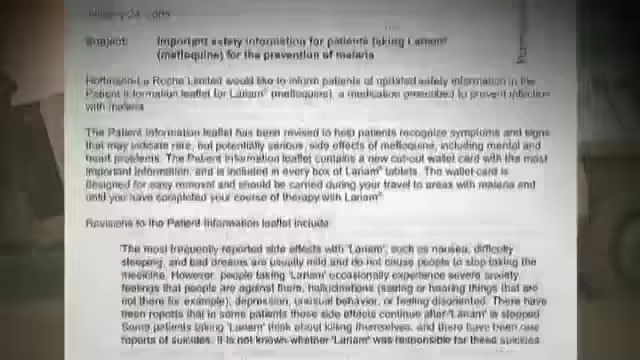 January 24, 2005
Subject: Important safety information for patients taking Lariam®
(mefloquine) for the prevention of malaria
Hoffmann-La Roche Limited would like to inform patients of updated safety information in the
Patient Information leaflet for Lariam® (mefloquine), a medication prescribed to prevent infection
with malaria
The Patient Information leaflet has been revised to help patients recognize symptoms and signs
that may indicate rare, but potentially serious, side effects of mefloquine, including mental and
heart problems. The Patient Information leaflet contains a new cut-out wallet card with the most
important information, and is included in every box of Lariam® tablets. The wallet card is
designed for easy removal and should be carried during your travel to areas with malaria and
until you have completed your course of therapy with Lariam®
Revisions to the Patient Information leaflet include
'The most frequently reported side effects with 'Lariam', such as nausea, difficulty
sleeping, and bad dreams are usually mild and do not cause people to stop taking the
medicine. However, people taking 'Lariam' occasionally experience severe anxiety,
feelings that people are against them, hallucinations (seeing or hearing things that are
not there for example), depression, unusual behavior, or feeling disoriented. There have
been reports that in some patients those side effects continue after 'Lariam' is stopped
Some patients taking 'Lariam' think about killing themselves, and there have been rare
reports of suicides. It is not known whether 'Lariam' was responsible for these suicides